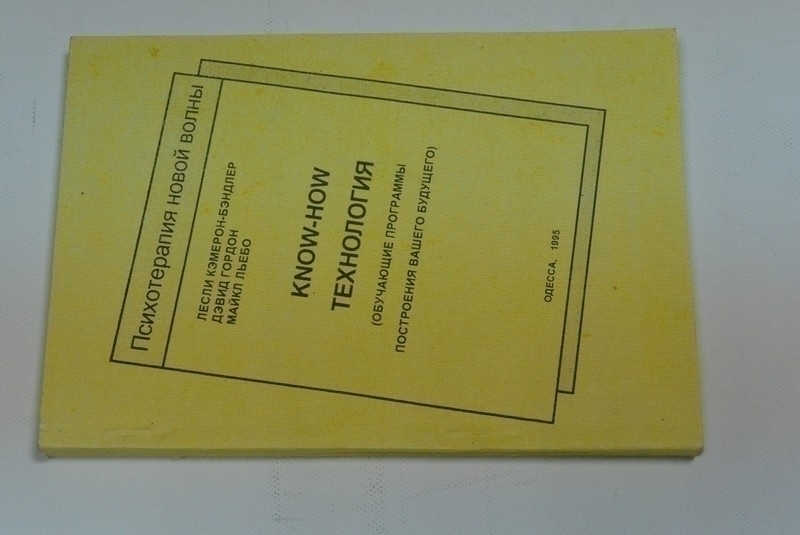 Психотерапия НОВОЙ ВОЛНЫ
ЛЕСЛИ КЭМЕРОН-БЭНДЛЕР
ДЭВИД ГОРДОН
МАЙКЛ ЛЬЕБО
KNOW-HOW
ТЕХНОЛОГИЯ
(ОБУЧАЮЩИЕ ПРОГРАММЫ
ПОСТРОЕНИЯ ВАШЕГО БУДУЩЕГО)
ОДЕССА, 1995